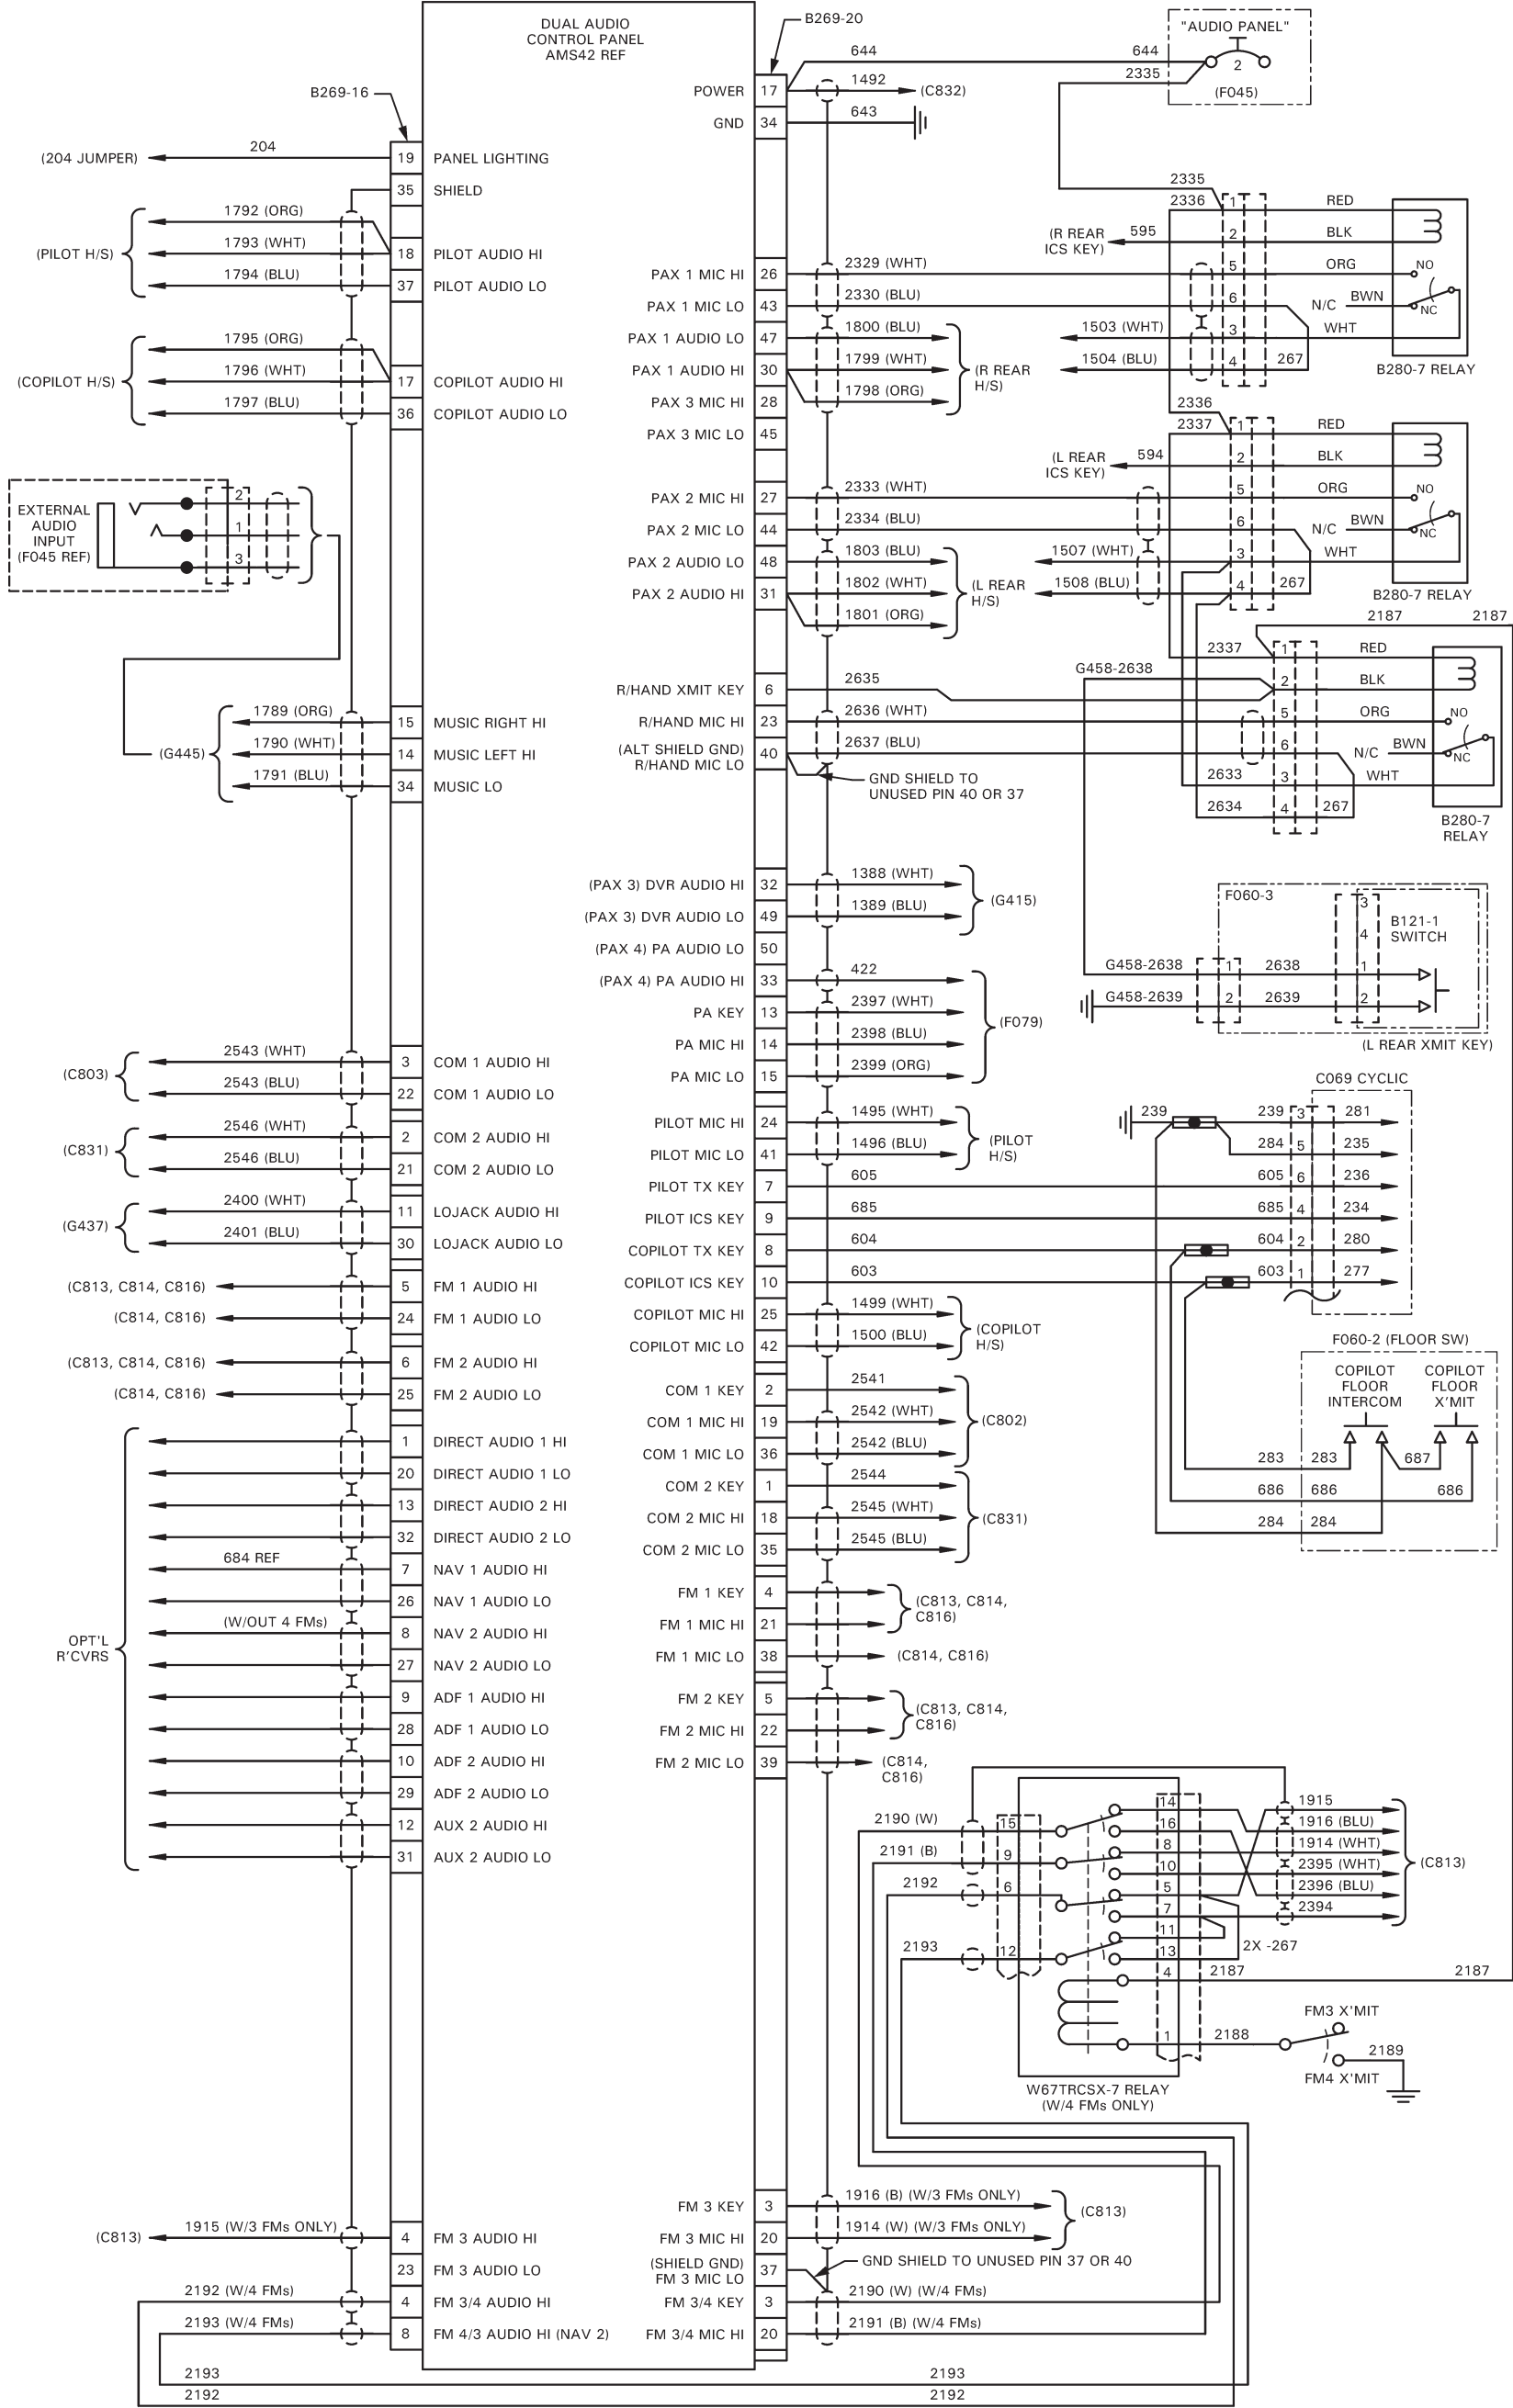 DUAL AUDIO
CONTROL PANEL
AMS42 REF
B269-16
204
(204 JUMPER)
19 PANEL LIGHTING
35 SHIELD
1792 (ORG)
1793 (WHT)
(PILOT H/S)
18 PILOT AUDIO HI
1794 (BLU)
37 PILOT AUDIO LO
1795 (ORG)
1796 (WHT)
(COPILOT H/S)
17 COPILOT AUDIO HI
1797 (BLU)
36 COPILOT AUDIO LO
EXTERNAL
AUDIO
INPUT
(F045 REF)
2
1
3
1789 (ORG)
15 MUSIC RIGHT HI
1790 (WHT)
(G445)
14 MUSIC LEFT HI
1791 (BLU)
34 MUSIC LO
2543 (WHT)
3 COM 1 AUDIO HI
(C803)
2543 (BLU)
22 COM 1 AUDIO LO
2546 (WHT)
2 COM 2 AUDIO HI
(C831)
2546 (BLU)
21 COM 2 AUDIO LO
2400 (WHT)
11 LOJACK AUDIO HI
(G437)
2401 (BLU)
30 LOJACK AUDIO LO
(C813, C814, C816) 5 FM 1 AUDIO HI
(C814, C816) 24 FM 1 AUDIO LO
(C813, C814, C816) 6 FM 2 AUDIO HI
(C814, C816) 25 FM 2 AUDIO LO
1 DIRECT AUDIO 1 HI
20 DIRECT AUDIO 1 LO
13 DIRECT AUDIO 2 HI
32 DIRECT AUDIO 2 LO
684 REF
7 NAV 1 AUDIO HI
26 NAV 1 AUDIO LO
(W/OUT 4 FMs)
8 NAV 2 AUDIO HI
OPT'L
R'CVRS
27 NAV 2 AUDIO LO
9 ADF 1 AUDIO HI
28 ADF 1 AUDIO LO
10 ADF 2 AUDIO HI
29 ADF 2 AUDIO LO
12 AUX 2 AUDIO HI
31 AUX 2 AUDIO LO
1915 (W/3 FMs ONLY)
(C813) 4 FM 3 AUDIO HI
23 FM 3 AUDIO LO
2192 (W/4 FMs)
4 FM 3/4 AUDIO HI
2193 (W/4 FMs)
8 FM 4/3 AUDIO HI (NAV 2)
2193 2193
2192 2192
B269-20
644 644
1492
POWER 17 (C832)
643
GND 34
2335
"AUDIO PANEL"
2
(F045)
2329 (WHT)
PAX 1 MIC HI 26
2330 (BLU)
PAX 1 MIC LO 43
1800 (BLU)
PAX 1 AUDIO LO 47
1799 (WHT)
PAX 1 AUDIO HI 30
1798 (ORG)
PAX 3 MIC HI 28
(R REAR
H/S)
PAX 3 MIC LO 45
2335
2336
1 RED
(R REAR
ICS KEY)
595 2 BLK
5 ORG NO
6 N/C BWN NC
1503 (WHT) 3 WHT
1504 (BLU) 4 267
B280-7 RELAY
2333 (WHT)
PAX 2 MIC HI 27
2334 (BLU)
PAX 2 MIC LO 44
1803 (BLU)
PAX 2 AUDIO LO 48
1802 (WHT)
PAX 2 AUDIO HI 31
1801 (ORG)
(L REAR
H/S)
2336
2337
1 RED
(L REAR
ICS KEY)
594 2 BLK
5 ORG NO
6 N/C BWN NC
1507 (WHT) 3 WHT
1508 (BLU) 4 267
B280-7 RELAY
2187 2187
2635
R/HAND XMIT KEY 6
2636 (WHT)
R/HAND MIC HI 23
2637 (BLU)
(ALT SHIELD GND)
R/HAND MIC LO
40
GND SHIELD TO
UNUSED PIN 40 OR 37
2337 1 RED
G458-2638
2 BLK
5 ORG NO
6 N/C BWN NC
2633 3 WHT
2634 4 267
B280-7
RELAY
1388 (WHT)
(PAX 3) DVR AUDIO HI 32
1389 (BLU)
(G415)
(PAX 3) DVR AUDIO LO 49
(PAX 4) PA AUDIO LO 50
422
(PAX 4) PA AUDIO HI 33
2397 (WHT)
PA KEY 13
2398 (BLU)
(F079)
PA MIC HI 14
2399 (ORG)
PA MIC LO 15
F060-3
3
4
B121-1
SWITCH
G458-2638 1 2638 1
G458-2639 2 2639 2
(L REAR XMIT KEY)
C069 CYCLIC
1495 (WHT)
PILOT MIC HI 24
1496 (BLU)
PILOT MIC LO 41
(PILOT
H/S)
605
PILOT TX KEY 7
685
PILOT ICS KEY 9
604
COPILOT TX KEY 8
603
COPILOT ICS KEY 10
239 239 3 281
284 5 235
605 6 236
685 4 234
604 2 280
603 1 277
1499 (WHT)
COPILOT MIC HI 25
1500 (BLU)
COPILOT MIC LO 42
(COPILOT
H/S)
F060-2 (FLOOR SW)
COPILOT
FLOOR
INTERCOM
COPILOT
FLOOR
X'MIT
283 283 687
686 686 686
284 284
2541
COM 1 KEY 2
2542 (WHT)
COM 1 MIC HI 19
(C802)
2542 (BLU)
COM 1 MIC LO 36
2544
COM 2 KEY 1
2545 (WHT)
COM 2 MIC HI 18
(C831)
2545 (BLU)
COM 2 MIC LO 35
FM 1 KEY 4
FM 1 MIC HI 21
(C813, C814,
C816)
FM 1 MIC LO 38 (C814, C816)
FM 2 KEY 5
FM 2 MIC HI 22
(C813, C814,
C816)
FM 2 MIC LO 39
(C814,
C816)
2190 (W) 15
2191 (B) 9
2192 6
2193 12
14 1915
16 1916 (BLU)
8 1914 (WHT)
10 2395 (WHT)
(C813)
5 2396 (BLU)
7 2394
11
2X -267
13
4 2187 2187
1 2188
FM3 X'MIT
2189
FM4 X'MIT
W67TRCSX-7 RELAY
(W/4 FMs ONLY)
1916 (B) (W/3 FMs ONLY)
FM 3 KEY 3
(C813)
1914 (W) (W/3 FMs ONLY)
FM 3 MIC HI 20
(SHIELD GND)
FM 3 MIC LO
37
GND SHIELD TO UNUSED PIN 37 OR 40
2190 (W) (W/4 FMs)
FM 3/4 KEY 3
2191 (B) (W/4 FMs)
FM 3/4 MIC HI 20